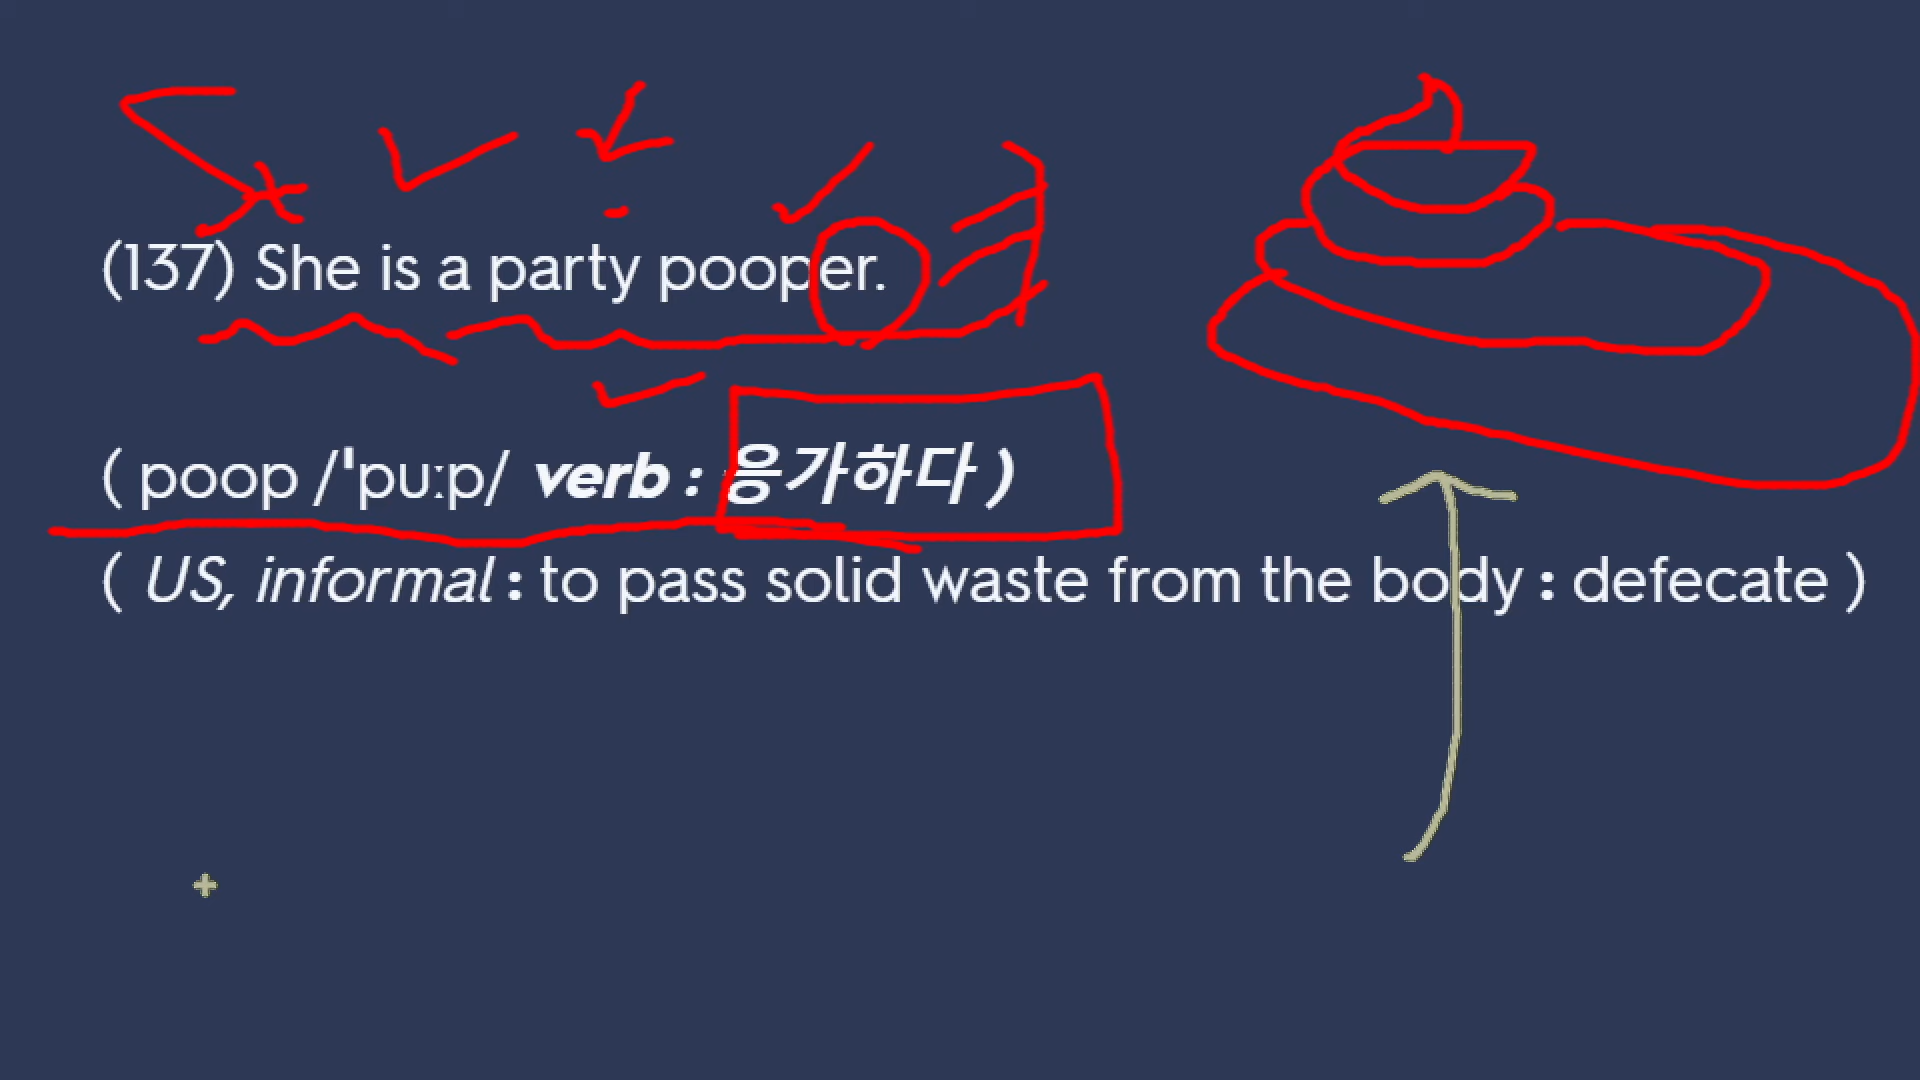 (137) She is a party pooper.
( poop /ˈpuːp/ verb : 응가하다 )
( US, informal : to pass solid waste from the body : defecate )